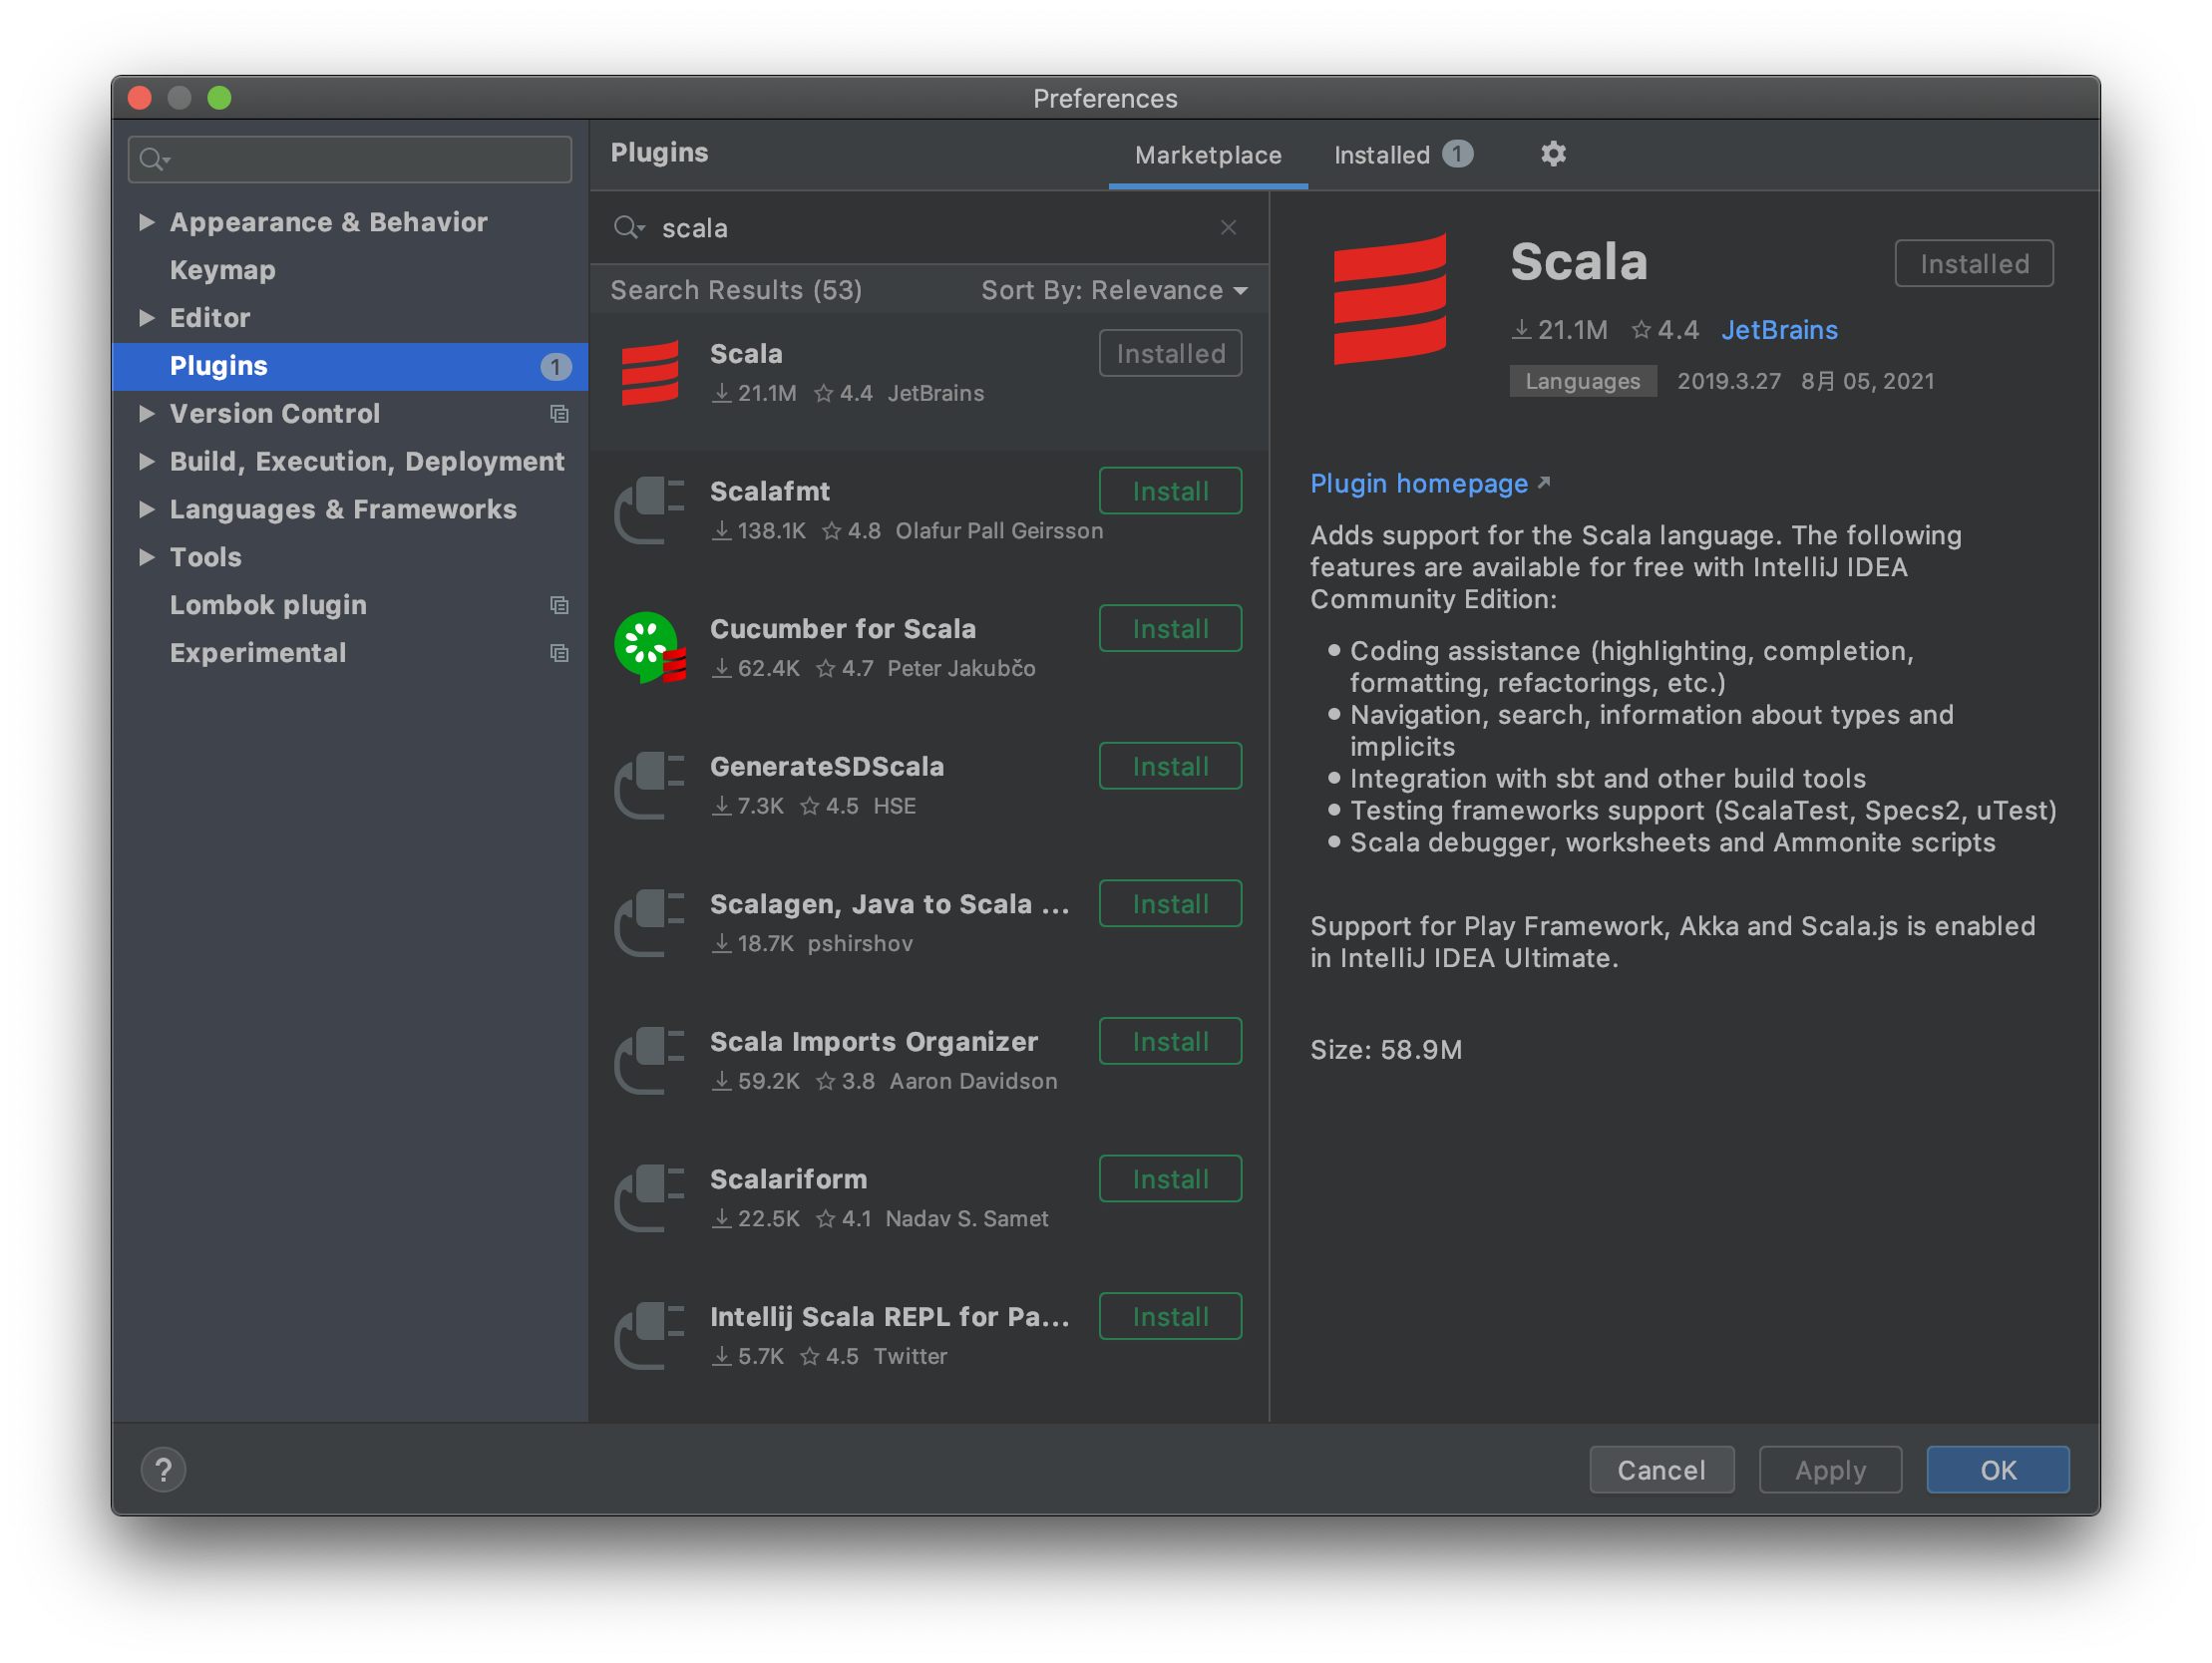 Preferences
Appearance & Behavior
Keymap
Editor
Plugins 1
Version Control
Build, Execution, Deployment
Languages & Frameworks
Tools
Lombok plugin
Experimental
Plugins
Marketplace
Installed 1
scala
Search Results (53) Sort By: Relevance
Scala Installed
21.1M 4.4 JetBrains
Scalafmt Install
138.1K 4.8 Olafur Pall Geirsson
Cucumber for Scala Install
62.4K 4.7 Peter Jakubčo
GenerateSDScala Install
7.3K 4.5 HSE
Scalagen, Java to Scala ... Install
18.7K pshirshov
Scala Imports Organizer Install
59.2K 3.8 Aaron Davidson
Scalariform Install
22.5K 4.1 Nadav S. Samet
Intellij Scala REPL for Pa... Install
5.7K 4.5 Twitter
Scala Installed
21.1M 4.4 JetBrains
Languages 2019.3.27 8月 05, 2021
Plugin homepage
Adds support for the Scala language. The following
features are available for free with IntelliJ IDEA
Community Edition:
Coding assistance (highlighting, completion,
formatting, refactorings, etc.)
Navigation, search, information about types and
implicits
Integration with sbt and other build tools
Testing frameworks support (ScalaTest, Specs2, uTest)
Scala debugger, worksheets and Ammonite scripts
Support for Play Framework, Akka and Scala.js is enabled
in IntelliJ IDEA Ultimate.
Size: 58.9M
?
Cancel
Apply
OK